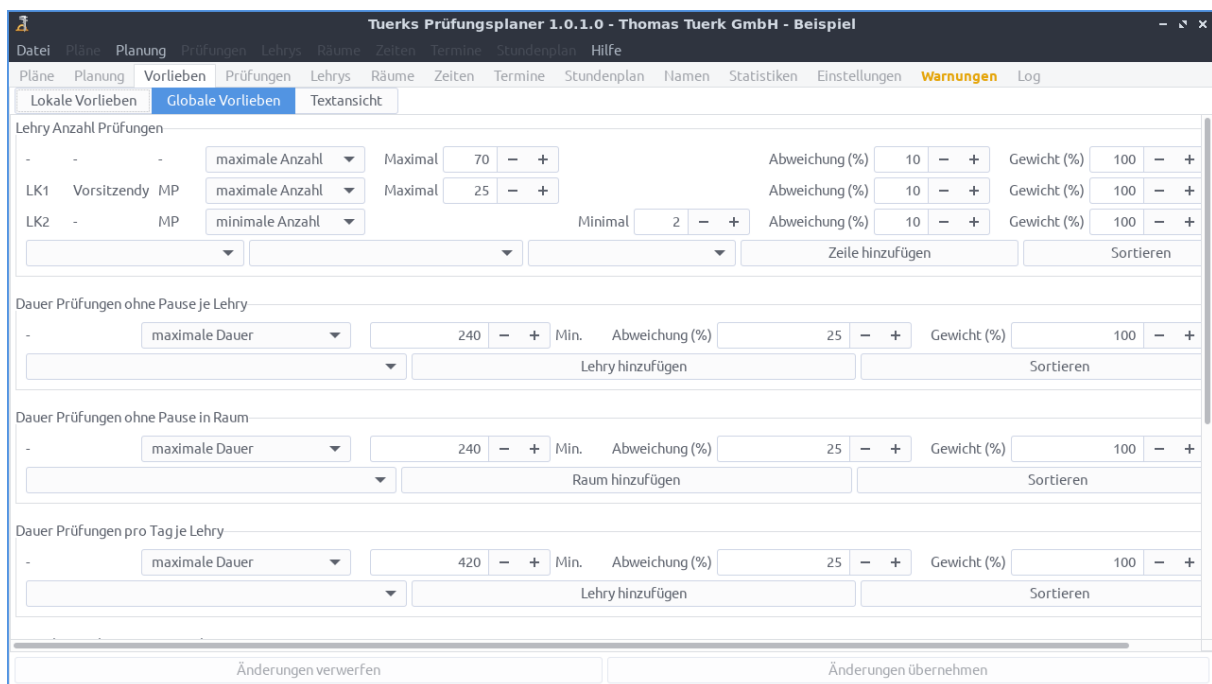 Tuerks Prüfungsplaner 1.0.1.0 - Thomas Tuerk GmbH - Beispiel
Datei Pläne Planung Prüfungen Lehrys Räume Zeiten Termine Stundenplan Hilfe
Pläne Planung Vorlieben Prüfungen Lehrys Räume Zeiten Termine Stundenplan Namen Statistiken Einstellungen Warnungen Log
Lokale Vorlieben Globale Vorlieben Textansicht
Lehry Anzahl Prüfungen
- - - maximale Anzahl Maximal 70 − + Abweichung (%) 10 − + Gewicht (%) 100 − +
LK1 Vorsitzendy MP maximale Anzahl Maximal 25 − + Abweichung (%) 10 − + Gewicht (%) 100 − +
LK2 - MP minimale Anzahl Minimal 2 − + Abweichung (%) 10 − + Gewicht (%) 100 − +
Zeile hinzufügen Sortieren
Dauer Prüfungen ohne Pause je Lehry
- maximale Dauer 240 − + Min. Abweichung (%) 25 − + Gewicht (%) 100 − +
Lehry hinzufügen Sortieren
Dauer Prüfungen ohne Pause in Raum
- maximale Dauer 240 − + Min. Abweichung (%) 25 − + Gewicht (%) 100 − +
Raum hinzufügen Sortieren
Dauer Prüfungen pro Tag je Lehry
- maximale Dauer 420 − + Min. Abweichung (%) 25 − + Gewicht (%) 100 − +
Lehry hinzufügen Sortieren
Änderungen verwerfen Änderungen übernehmen